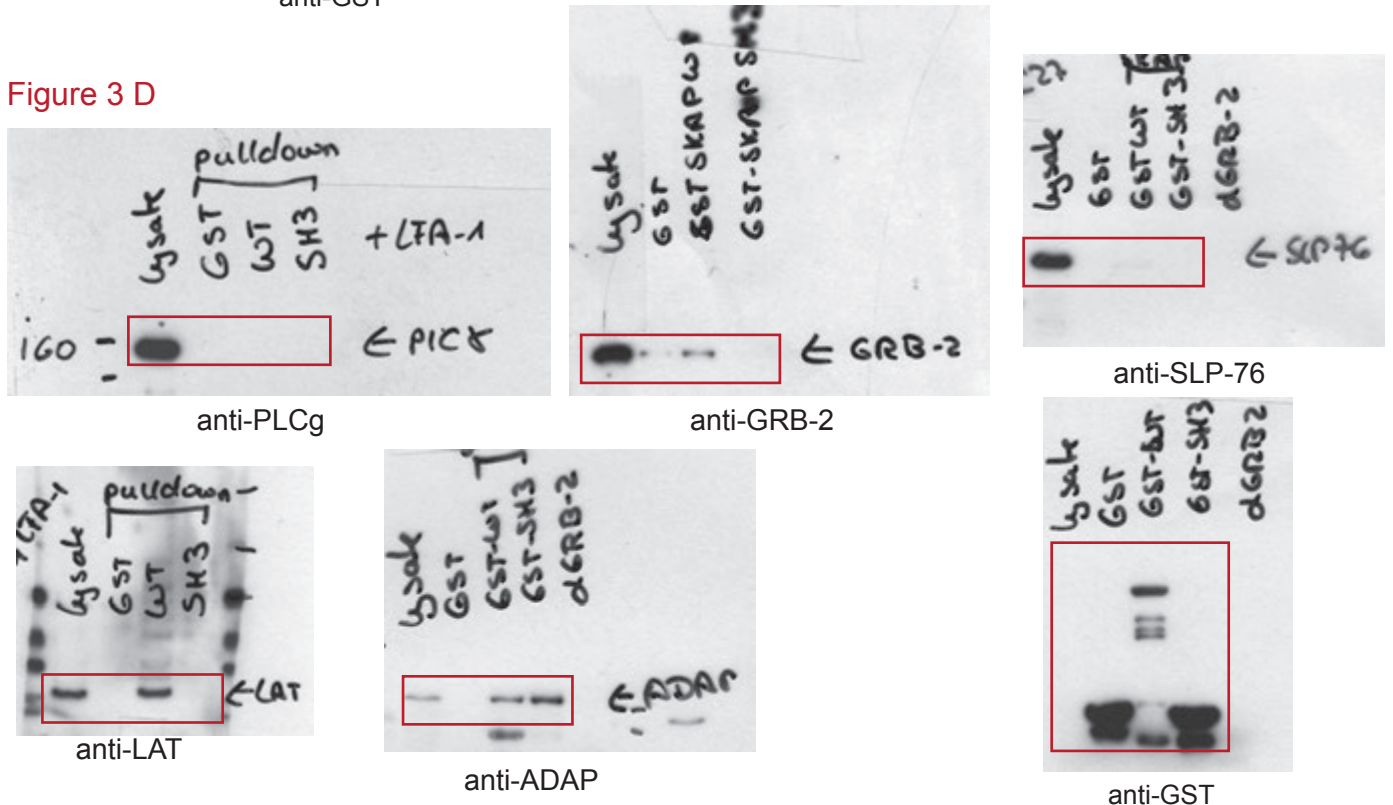 anti-GST
Figure 3 D
pulldown
lysate
GST
WT
SH3
+LFA-1
160 -
← PLCγ
anti-PLCg
lysate
GST
GST SKAP WT
GST-SKAP SH3
← GRB-2
anti-GRB-2
lysate
GST
GST WT
GST-SH3
αGRB-2
← SLP76
anti-SLP-76
+LFA-1
pulldown
lysate
GST
WT
SH3
←LAT
anti-LAT
lysate
GST
GST-WT
GST-SH3
αGRB-2
← ADAP
anti-ADAP
lysate
GST
GST-WT
GST-SH3
αGRB2
anti-GST